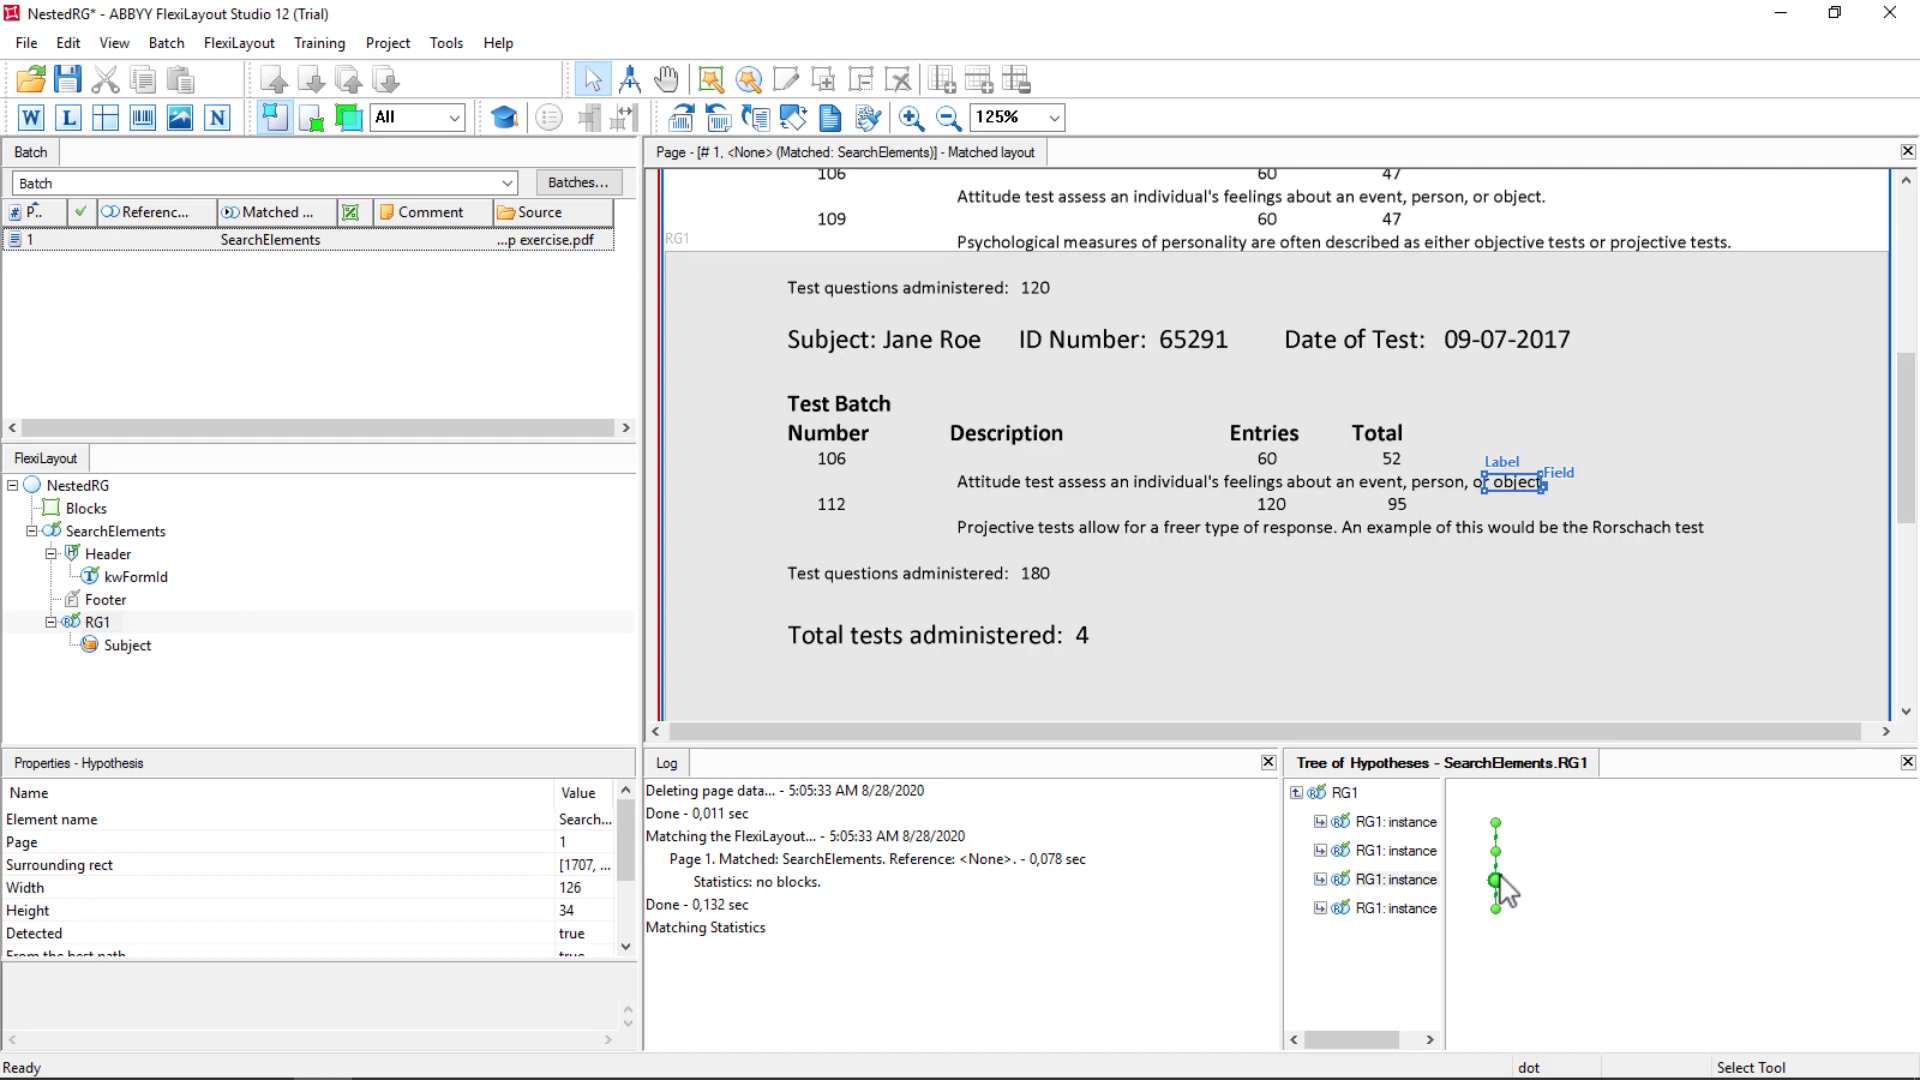 NestedRG* - ABBYY FlexiLayout Studio 12 (Trial)
File Edit View Batch FlexiLayout Training Project Tools Help
W L N All 125%
Batch
Batch Batches...
# P.. Referenc... Matched ... Comment Source
1 SearchElements ...p exercise.pdf
FlexiLayout
NestedRG
Blocks
SearchElements
Header
kwFormId
Footer
RG1
Subject
Properties - Hypothesis
Name Value
Element name Search...
Page 1
Surrounding rect [1707, ...
Width 126
Height 34
Detected true
From the best path true
Page - [# 1, <None> (Matched: SearchElements)] - Matched layout
106 60 47
Attitude test assess an individual's feelings about an event, person, or object.
109 60 47
RG1
Psychological measures of personality are often described as either objective tests or projective tests.
Test questions administered: 120
Subject: Jane Roe ID Number: 65291 Date of Test: 09-07-2017
Test Batch
Number Description Entries Total
106 60 52
Label
Field
Attitude test assess an individual's feelings about an event, person, or object
112 120 95
Projective tests allow for a freer type of response. An example of this would be the Rorschach test
Test questions administered: 180
Total tests administered: 4
Log
Deleting page data... - 5:05:33 AM 8/28/2020
Done - 0,011 sec
Matching the FlexiLayout... - 5:05:33 AM 8/28/2020
Page 1. Matched: SearchElements. Reference: <None>. - 0,078 sec
Statistics: no blocks.
Done - 0,132 sec
Matching Statistics
Tree of Hypotheses - SearchElements.RG1
RG1
RG1: instance
RG1: instance
RG1: instance
RG1: instance
Ready dot Select Tool